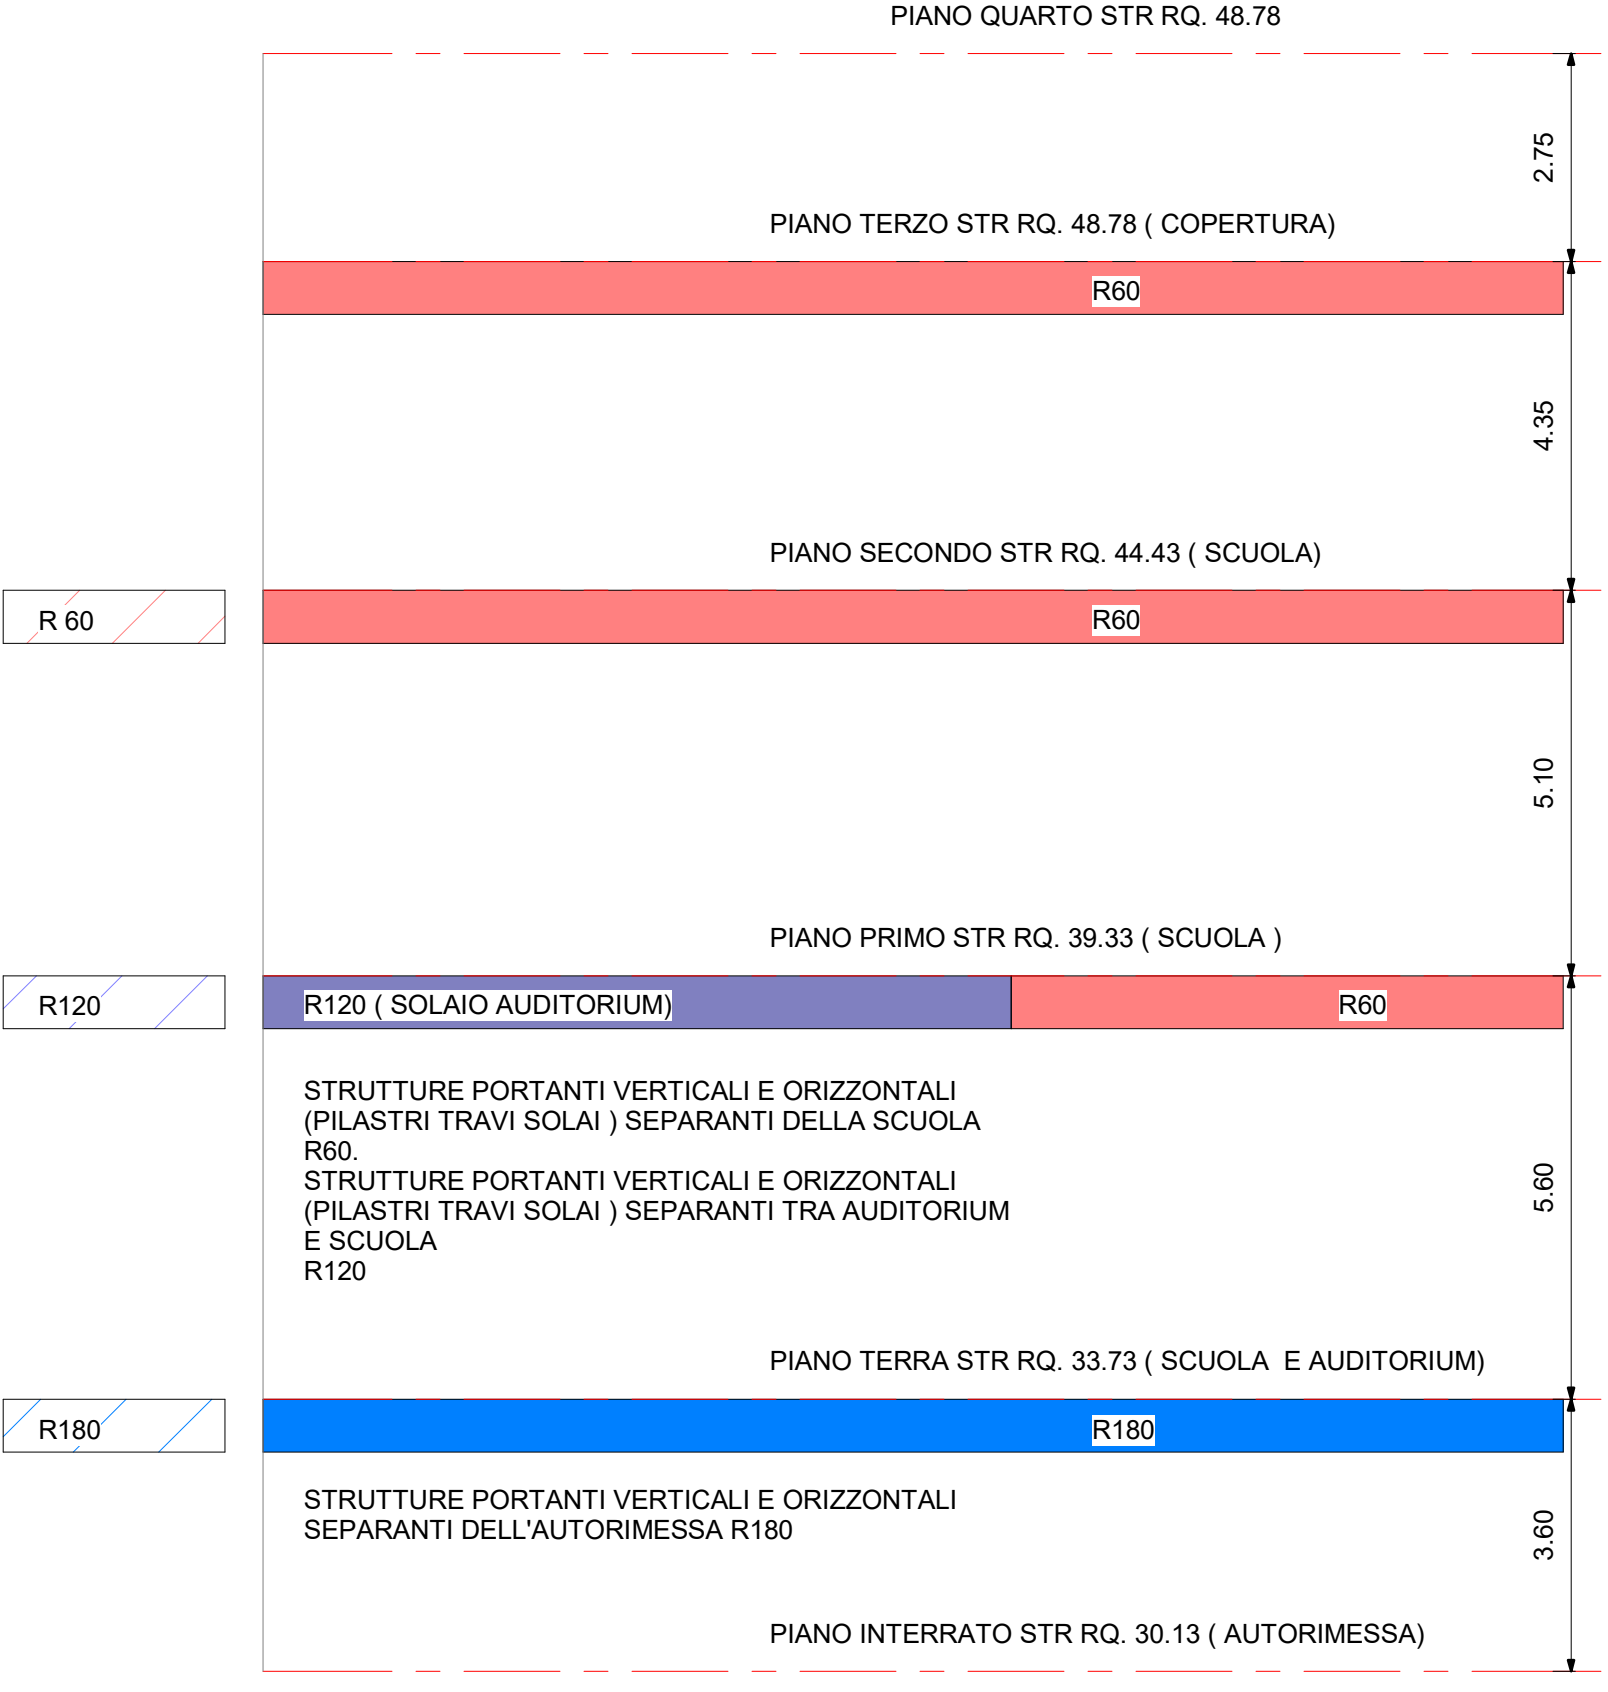 PIANO QUARTO STR RQ. 48.78
2.75
PIANO TERZO STR RQ. 48.78 ( COPERTURA)
R60
4.35
PIANO SECONDO STR RQ. 44.43 ( SCUOLA)
R 60
R60
5.10
PIANO PRIMO STR RQ. 39.33 ( SCUOLA )
R120
R120 ( SOLAIO AUDITORIUM)
R60
STRUTTURE PORTANTI VERTICALI E ORIZZONTALI
(PILASTRI TRAVI SOLAI ) SEPARANTI DELLA SCUOLA
R60.
STRUTTURE PORTANTI VERTICALI E ORIZZONTALI
(PILASTRI TRAVI SOLAI ) SEPARANTI TRA AUDITORIUM
E SCUOLA
R120
5.60
PIANO TERRA STR RQ. 33.73 ( SCUOLA  E AUDITORIUM)
R180
R180
STRUTTURE PORTANTI VERTICALI E ORIZZONTALI
SEPARANTI DELL'AUTORIMESSA R180
3.60
PIANO INTERRATO STR RQ. 30.13 ( AUTORIMESSA)